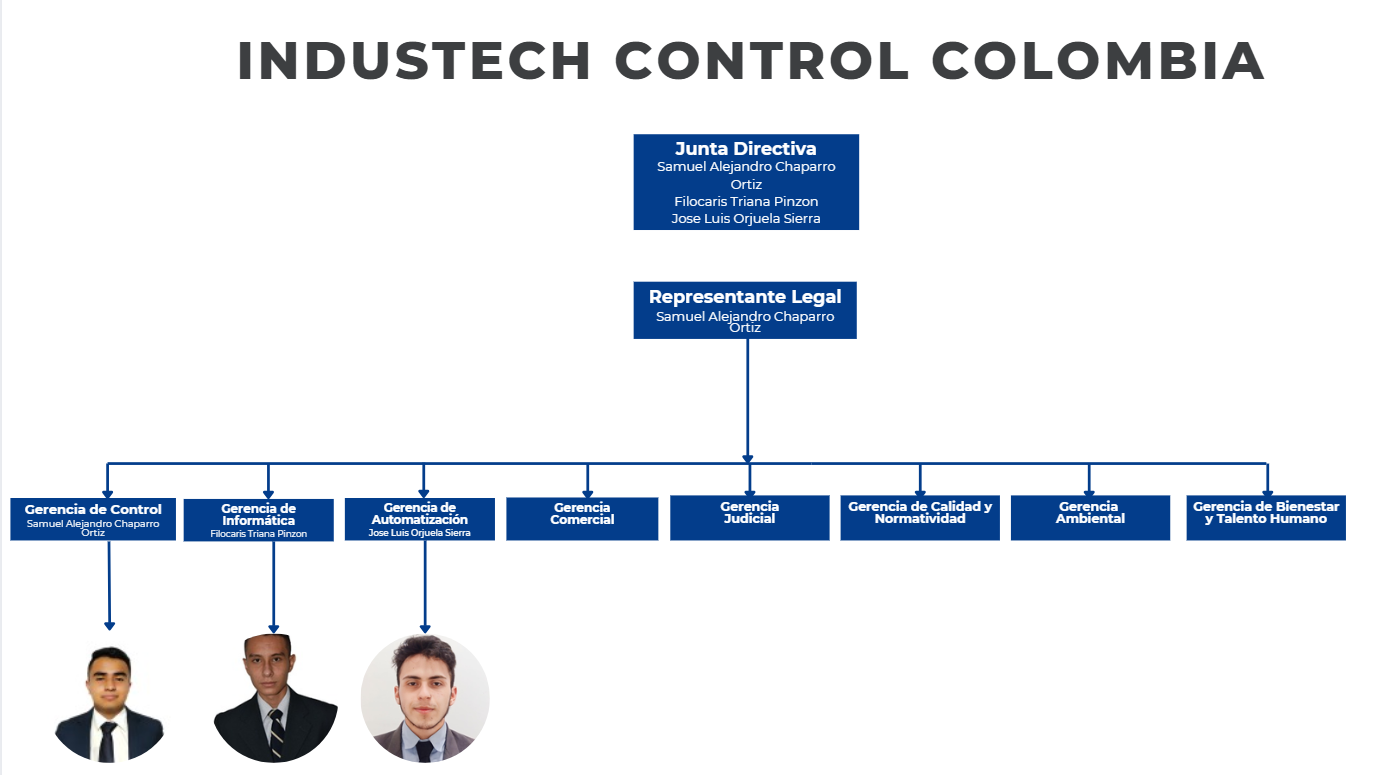 INDUSTECH CONTROL COLOMBIA
Junta Directiva
Samuel Alejandro Chaparro
Ortiz
Filocaris Triana Pinzon
Jose Luis Orjuela Sierra
Representante Legal
Samuel Alejandro Chaparro
Ortiz
Gerencia de Control
Samuel Alejandro Chaparro
Ortiz
Gerencia de
Informática
Filocaris Triana Pinzon
Gerencia de
Automatización
Jose Luis Orjuela Sierra
Gerencia
Comercial
Gerencia
Judicial
Gerencia de Calidad y
Normatividad
Gerencia
Ambiental
Gerencia de Bienestar
y Talento Humano